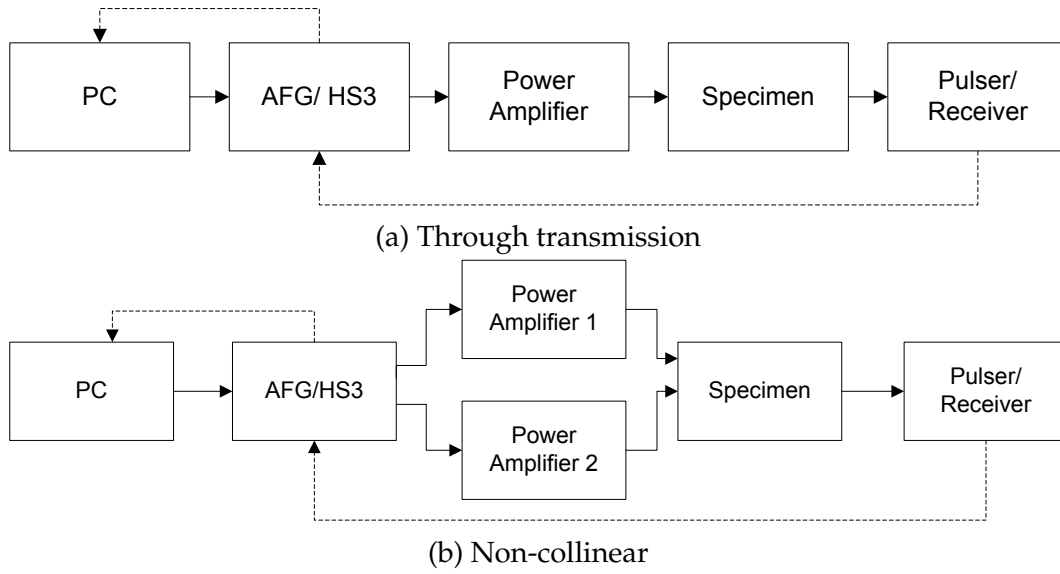 PC
AFG/ HS3
Power
Amplifier
Specimen
Pulser/
Receiver
(a) Through transmission
PC
AFG/HS3
Power
Amplifier 1
Power
Amplifier 2
Specimen
Pulser/
Receiver
(b) Non-collinear